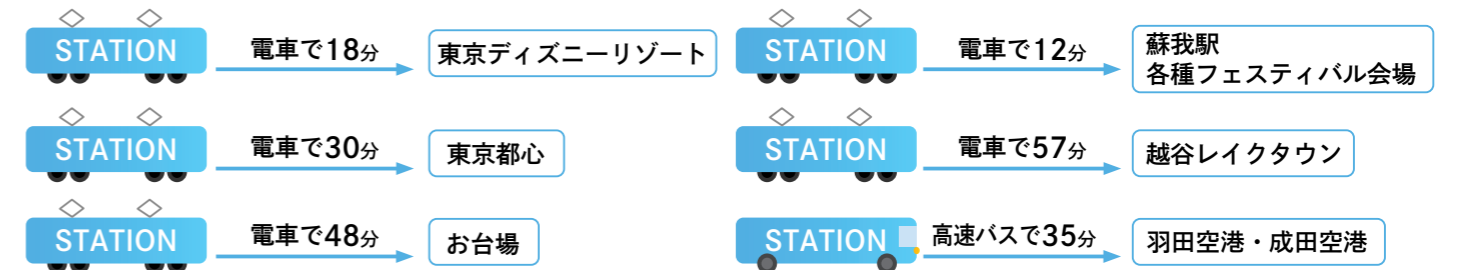 STATION 電車で18分 東京ディズニーリゾート
STATION 電車で12分 蘇我駅
各種フェスティバル会場
STATION 電車で30分 東京都心
STATION 電車で57分 越谷レイクタウン
STATION 電車で48分 お台場
STATION 高速バスで35分 羽田空港・成田空港